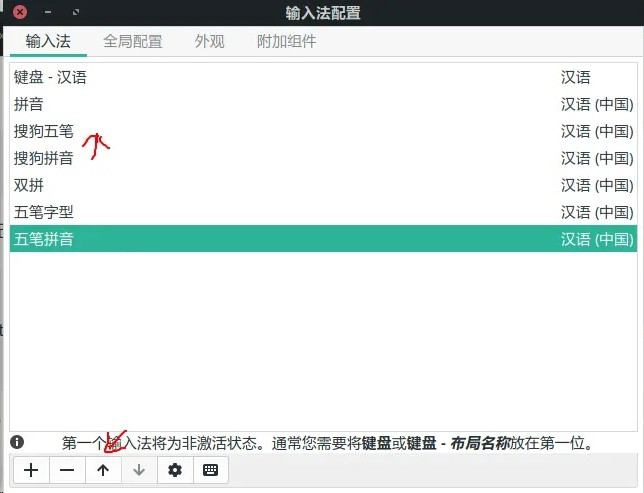 输入法配置
输入法 全局配置 外观 附加组件
键盘 - 汉语 汉语
拼音 汉语 (中国)
搜狗五笔 汉语 (中国)
搜狗拼音 汉语 (中国)
双拼 汉语 (中国)
五笔字型 汉语 (中国)
五笔拼音 汉语 (中国)
第一个输入法将为非激活状态。通常您需要将键盘或键盘 - 布局名称放在第一位。